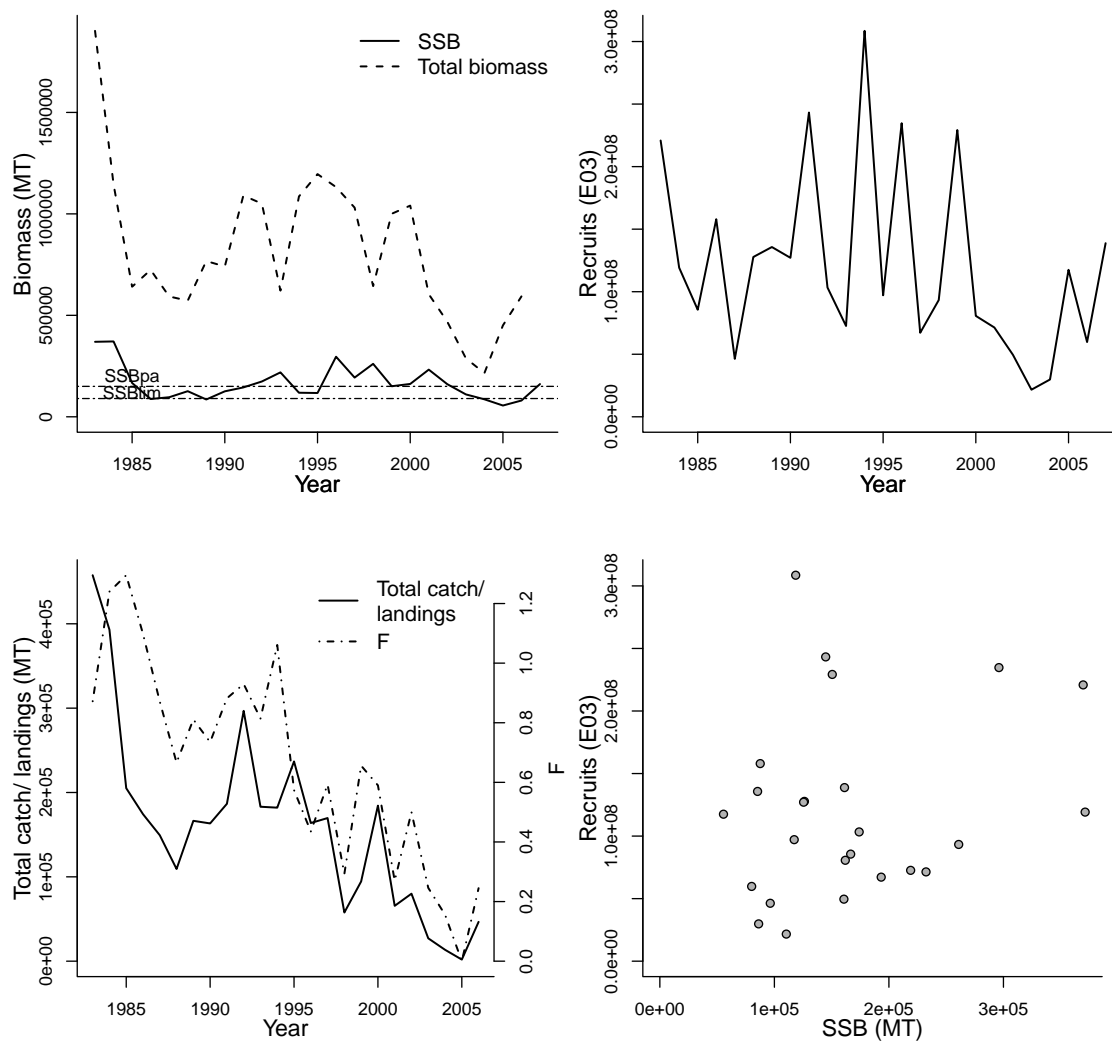 SSB
Total biomass
Biomass (MT)
0
500000
1000000
1500000
SSBpa
SSBlim
1985 1990 1995 2000 2005
Year
Recruits (E03)
0.0e+00
1.0e+08
2.0e+08
3.0e+08
1985 1990 1995 2000 2005
Year
Total catch/
landings
F
Total catch/ landings (MT)
0e+00
1e+05
2e+05
3e+05
4e+05
0.0
0.2
0.4
0.6
0.8
1.0
1.2
F
1985 1990 1995 2000 2005
Year
Recruits (E03)
0.0e+00
1.0e+08
2.0e+08
3.0e+08
0e+00 1e+05 2e+05 3e+05
SSB (MT)